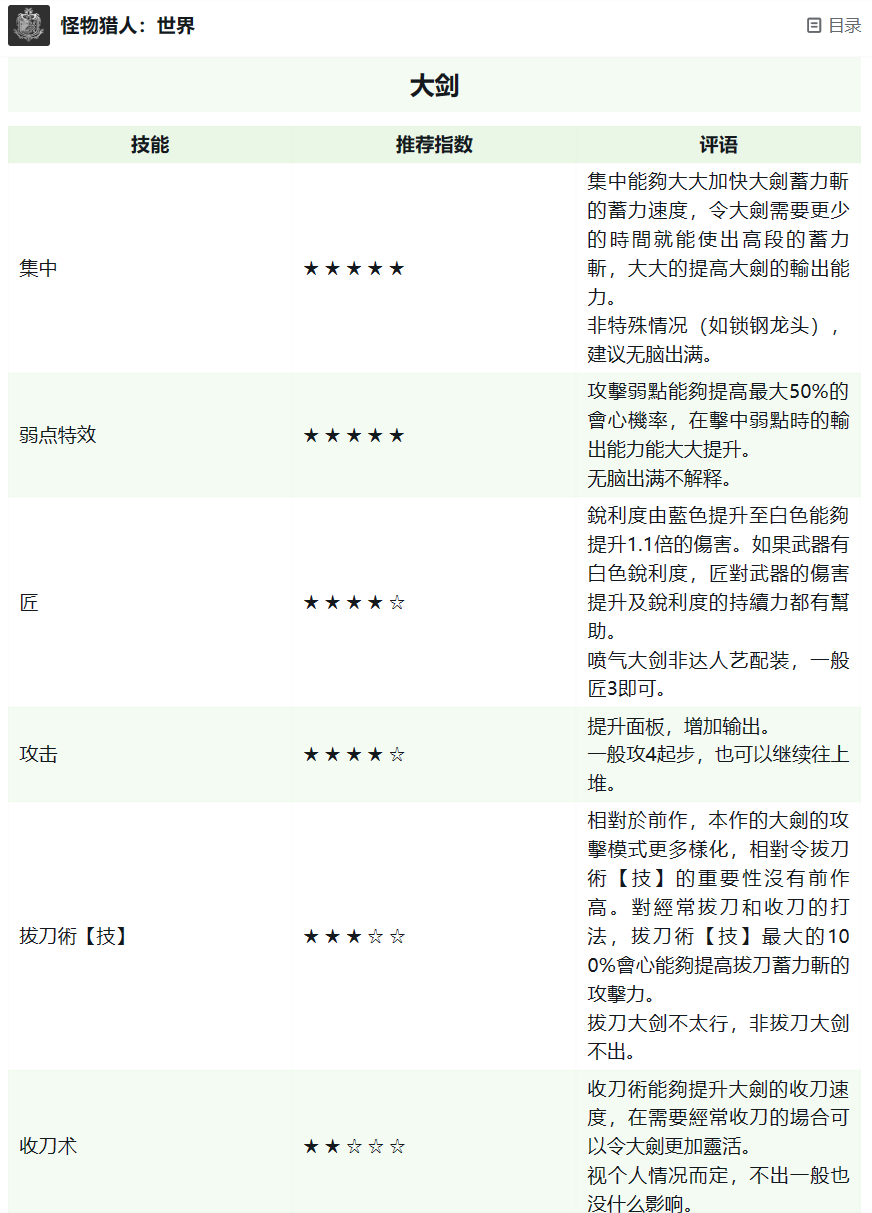 怪物猎人：世界
目录
大剑
技能 推荐指数 评语
集中 ★★★★★
集中能夠大大加快大劍蓄力斬
的蓄力速度，令大劍需要更少
的時間就能使出高段的蓄力
斬，大大的提高大劍的輸出能
力。
非特殊情况（如锁钢龙头），
建议无脑出满。
弱点特效 ★★★★★
攻擊弱點能夠提高最大50%的
會心機率，在擊中弱點時的輸
出能力能大大提升。
无脑出满不解释。
匠 ★★★★☆
銳利度由藍色提升至白色能夠
提升1.1倍的傷害。如果武器有
白色銳利度，匠對武器的傷害
提升及銳利度的持續力都有幫
助。
喷气大剑非达人艺配装，一般
匠3即可。
攻击 ★★★★☆
提升面板，增加输出。
一般攻4起步，也可以继续往上
堆。
拔刀術【技】 ★★★☆☆
相對於前作，本作的大劍的攻
擊模式更多樣化，相對令拔刀
術【技】的重要性沒有前作
高。對經常拔刀和收刀的打
法，拔刀術【技】最大的10
0%會心能夠提高拔刀蓄力斬的
攻擊力。
拔刀大剑不太行，非拔刀大剑
不出。
收刀术 ★★☆☆☆
收刀術能夠提升大劍的收刀速
度，在需要經常收刀的場合可
以令大劍更加靈活。
视个人情况而定，不出一般也
没什么影响。